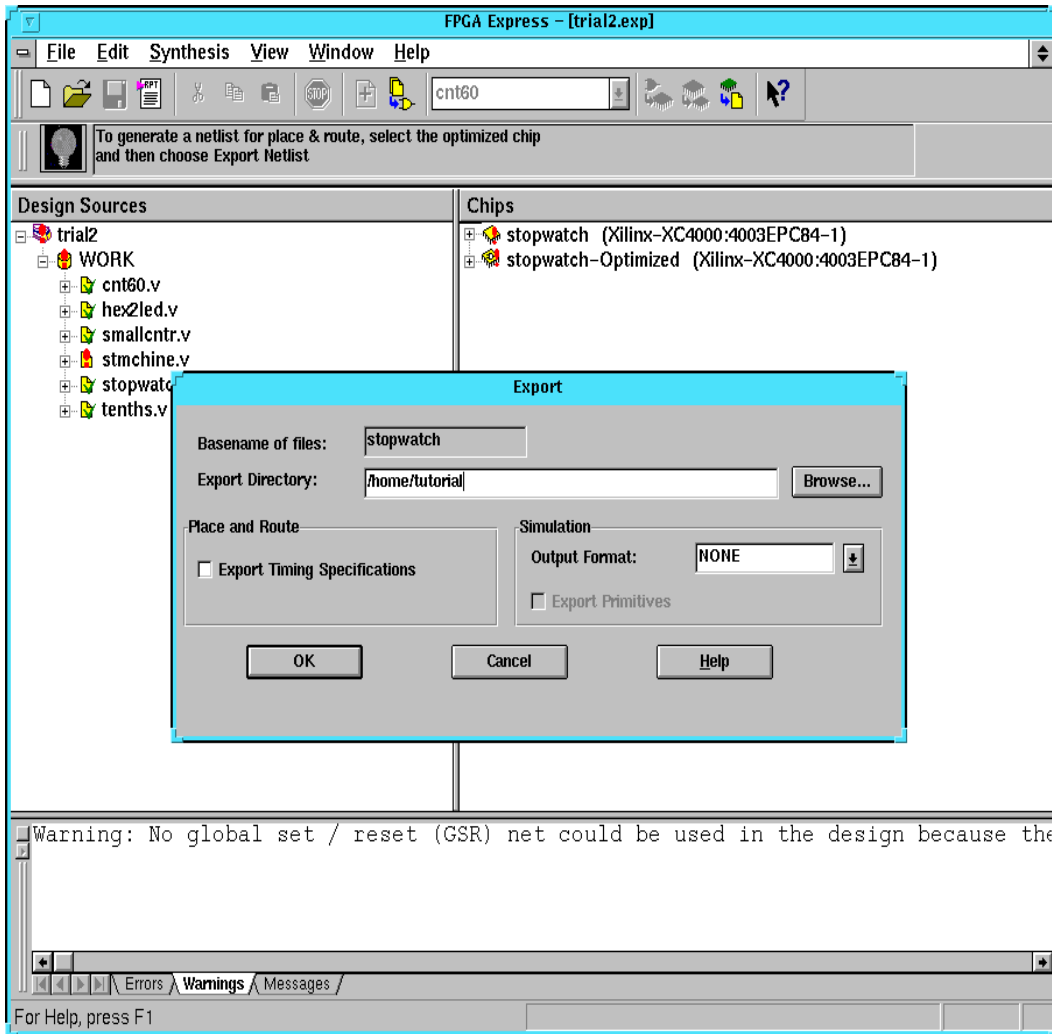 FPGA Express - [trial2.exp]
File Edit Synthesis View Window Help
RPT STOP cnt60
To generate a netlist for place & route, select the optimized chip
and then choose Export Netlist
Design Sources
trial2
WORK
cnt60.v
hex2led.v
smallcntr.v
stmchine.v
stopwatc
tenths.v
Chips
stopwatch (Xilinx-XC4000:4003EPC84-1)
stopwatch-Optimized (Xilinx-XC4000:4003EPC84-1)
Export
Basename of files: stopwatch
Export Directory: /home/tutorial Browse...
Place and Route
Export Timing Specifications
Simulation
Output Format: NONE
Export Primitives
OK Cancel Help
Warning: No global set / reset (GSR) net could be used in the design because the
Errors Warnings Messages
For Help, press F1